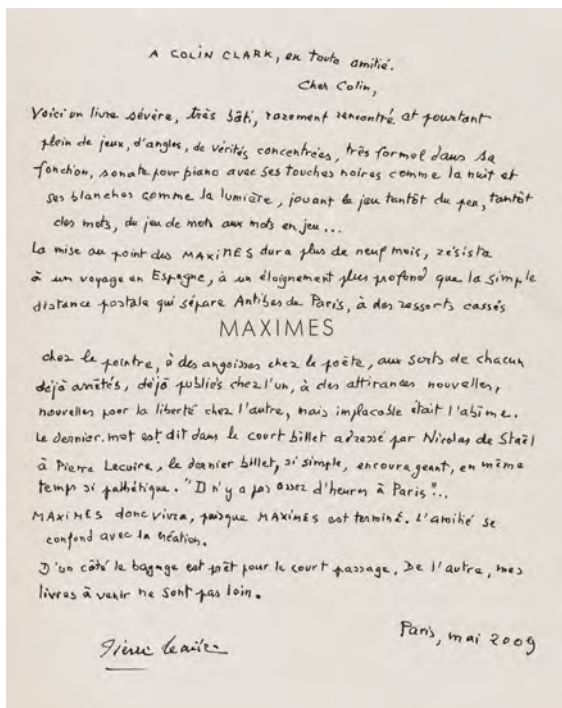 A COLIN CLARK, en toute amitié.
Cher Colin,
Voici un livre sévère, très bâti, rarement rencontré et pourtant
plein de jeux, d'angles, de vérités concentrées, très formel dans sa
fonction, sonate pour piano avec ses touches noires comme la nuit et
ses blanches comme la lumière, jouant le jeu tantôt du peu, tantôt
des mots, du jeu de mots aux mots en jeu...
La mise au point des MAXIMES dura plus de neuf mois, résista
à un voyage en Espagne, à un éloignement plus profond que la simple
distance postale qui sépare Antibes de Paris, à des ressorts cassés
MAXIMES
chez le peintre, à des angoisses chez le poète, aux sorts de chacun
déjà arrêtés, déjà publiés chez l'un, à des attirances nouvelles,
nouvelles pour la liberté chez l'autre, mais implacable était l'abîme.
Le dernier mot est dit dans le court billet adressé par Nicolas de Staël
à Pierre Lecuire, le dernier billet, si simple, encourageant, en même
temps si pathétique. "Il n'y a pas assez d'heures à Paris"...
MAXIMES donc vivra, puisque MAXIMES est terminé. L'amitié se
confond avec la création.
D'un côté le bagage est prêt pour le court passage. De l'autre, mes
livres à venir ne sont pas loin.
Paris, mai 2009
Pierre Lecuire